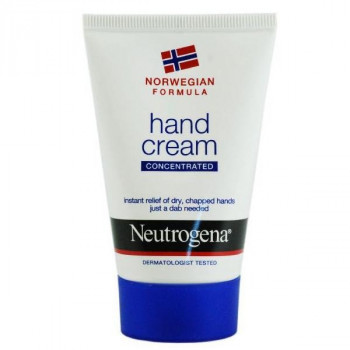 NORWEGIAN
FORMULA
hand
cream
CONCENTRATED
instant relief of dry, chapped hands
just a dab needed
Neutrogena®
DERMATOLOGIST TESTED